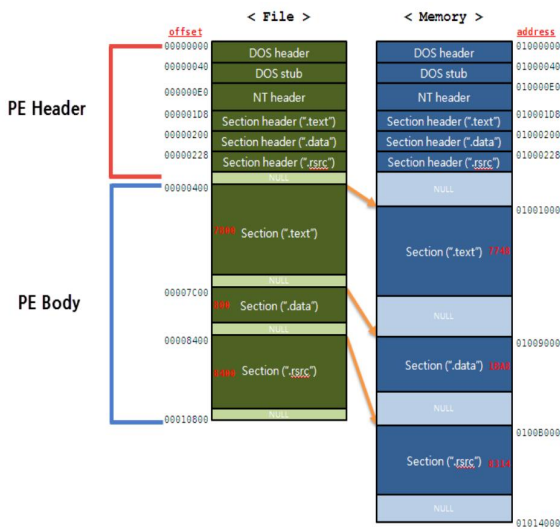 < File >
< Memory >
offset
address
PE Header
PE Body
00000000
00000040
000000E0
000001D8
00000200
00000228
00000400
00007C00
00008400
00010800
DOS header
DOS stub
NT header
Section header (".text")
Section header (".data")
Section header (".rsrc")
NULL
Section (".text")
NULL
Section (".data")
NULL
Section (".rsrc")
NULL
DOS header
DOS stub
NT header
Section header (".text")
Section header (".data")
Section header (".rsrc")
NULL
Section (".text")
NULL
Section (".data")
NULL
Section (".rsrc")
NULL
01000000
01000040
010000E0
010001D8
01000200
01000228
01001000
01009000
0100B000
01014000